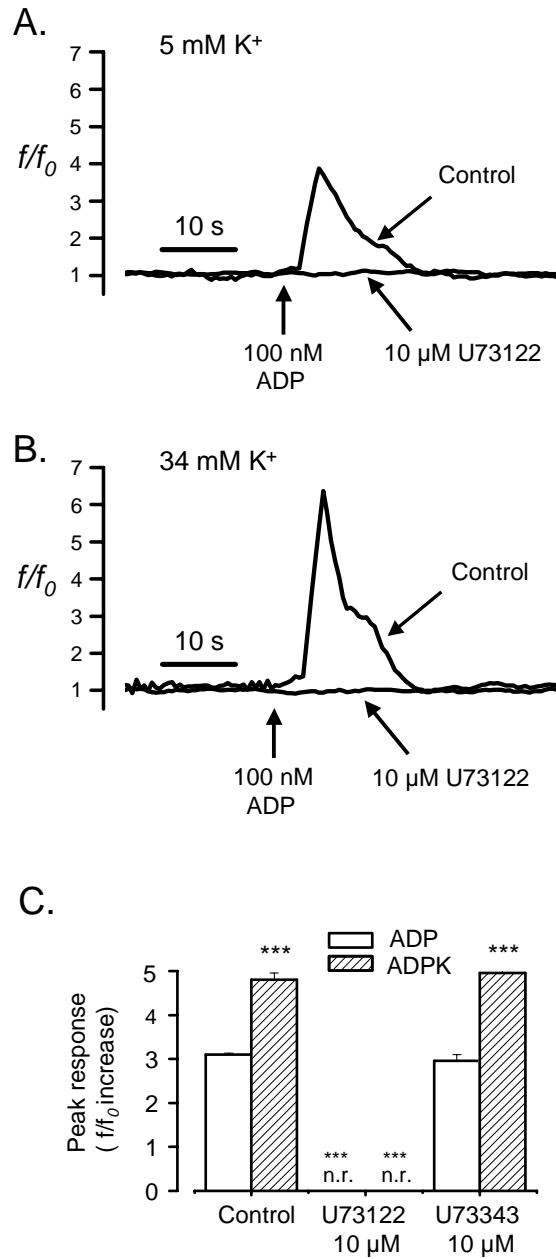 A.
5 mM K⁺
7
6
5
4
3
2
1
f/f₀
Control
10 s
100 nM
ADP
10 µM U73122
B.
34 mM K⁺
7
6
5
4
3
2
1
f/f₀
Control
10 s
100 nM
ADP
10 µM U73122
C.
ADP
ADPK
Peak response
( f/f₀ increase)
5
4
3
2
1
0
*** *** *** ***
n.r. n.r.
Control U73122 U73343
10 µM 10 µM